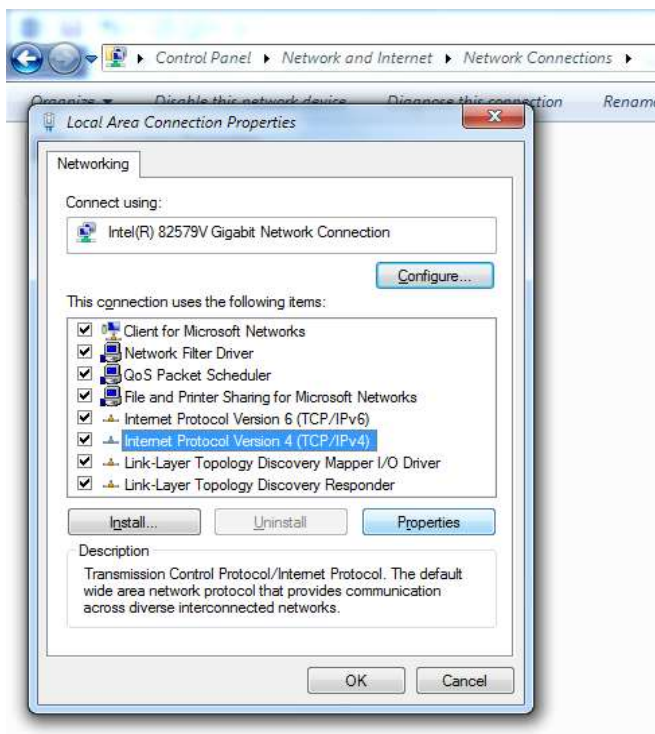 Control Panel Network and Internet Network Connections
Organize Disable this network device Diagnose this connection Rename
Local Area Connection Properties
Networking
Connect using:
Intel(R) 82579V Gigabit Network Connection
Configure...
This connection uses the following items:
Client for Microsoft Networks
Network Filter Driver
QoS Packet Scheduler
File and Printer Sharing for Microsoft Networks
Internet Protocol Version 6 (TCP/IPv6)
Internet Protocol Version 4 (TCP/IPv4)
Link-Layer Topology Discovery Mapper I/O Driver
Link-Layer Topology Discovery Responder
Install... Uninstall Properties
Description
Transmission Control Protocol/Internet Protocol. The default
wide area network protocol that provides communication
across diverse interconnected networks.
OK Cancel